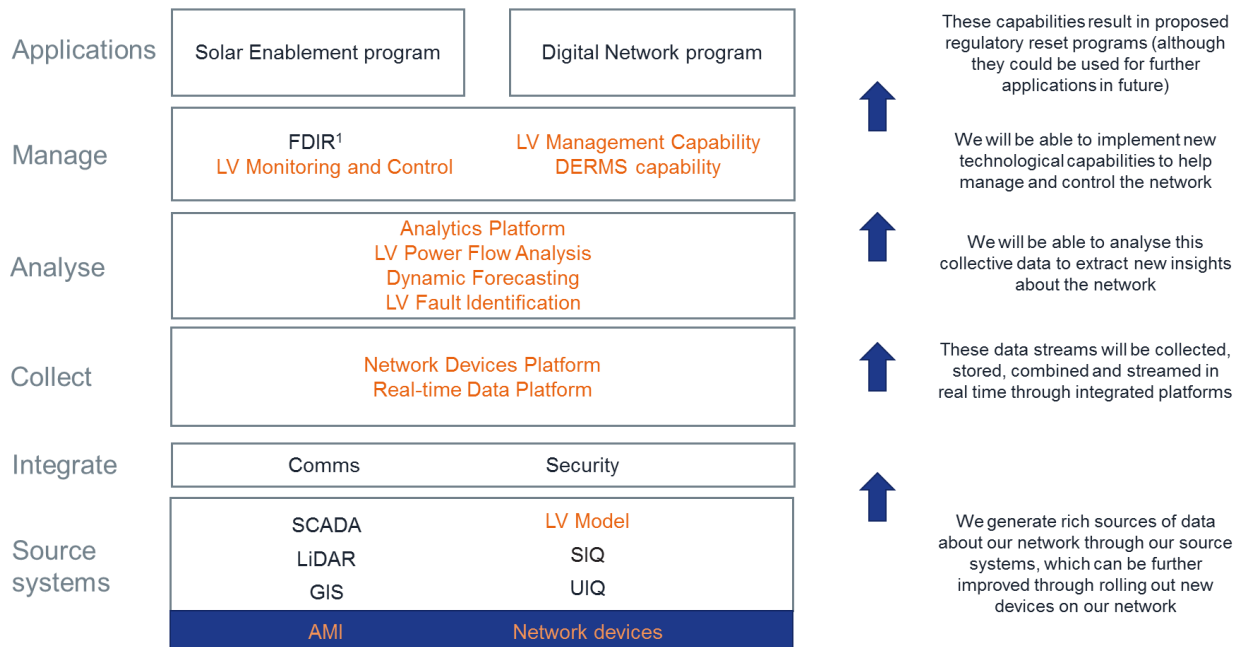 Applications
Solar Enablement program
Digital Network program
These capabilities result in proposed
regulatory reset programs (although
they could be used for further
applications in future)
Manage
FDIR¹
LV Monitoring and Control
LV Management Capability
DERMS capability
We will be able to implement new
technological capabilities to help
manage and control the network
Analyse
Analytics Platform
LV Power Flow Analysis
Dynamic Forecasting
LV Fault Identification
We will be able to analyse this
collective data to extract new insights
about the network
Collect
Network Devices Platform
Real-time Data Platform
These data streams will be collected,
stored, combined and streamed in
real time through integrated platforms
Integrate
Comms
Security
Source
systems
SCADA
LV Model
LiDAR
SIQ
GIS
UIQ
AMI
Network devices
We generate rich sources of data
about our network through our source
systems, which can be further
improved through rolling out new
devices on our network